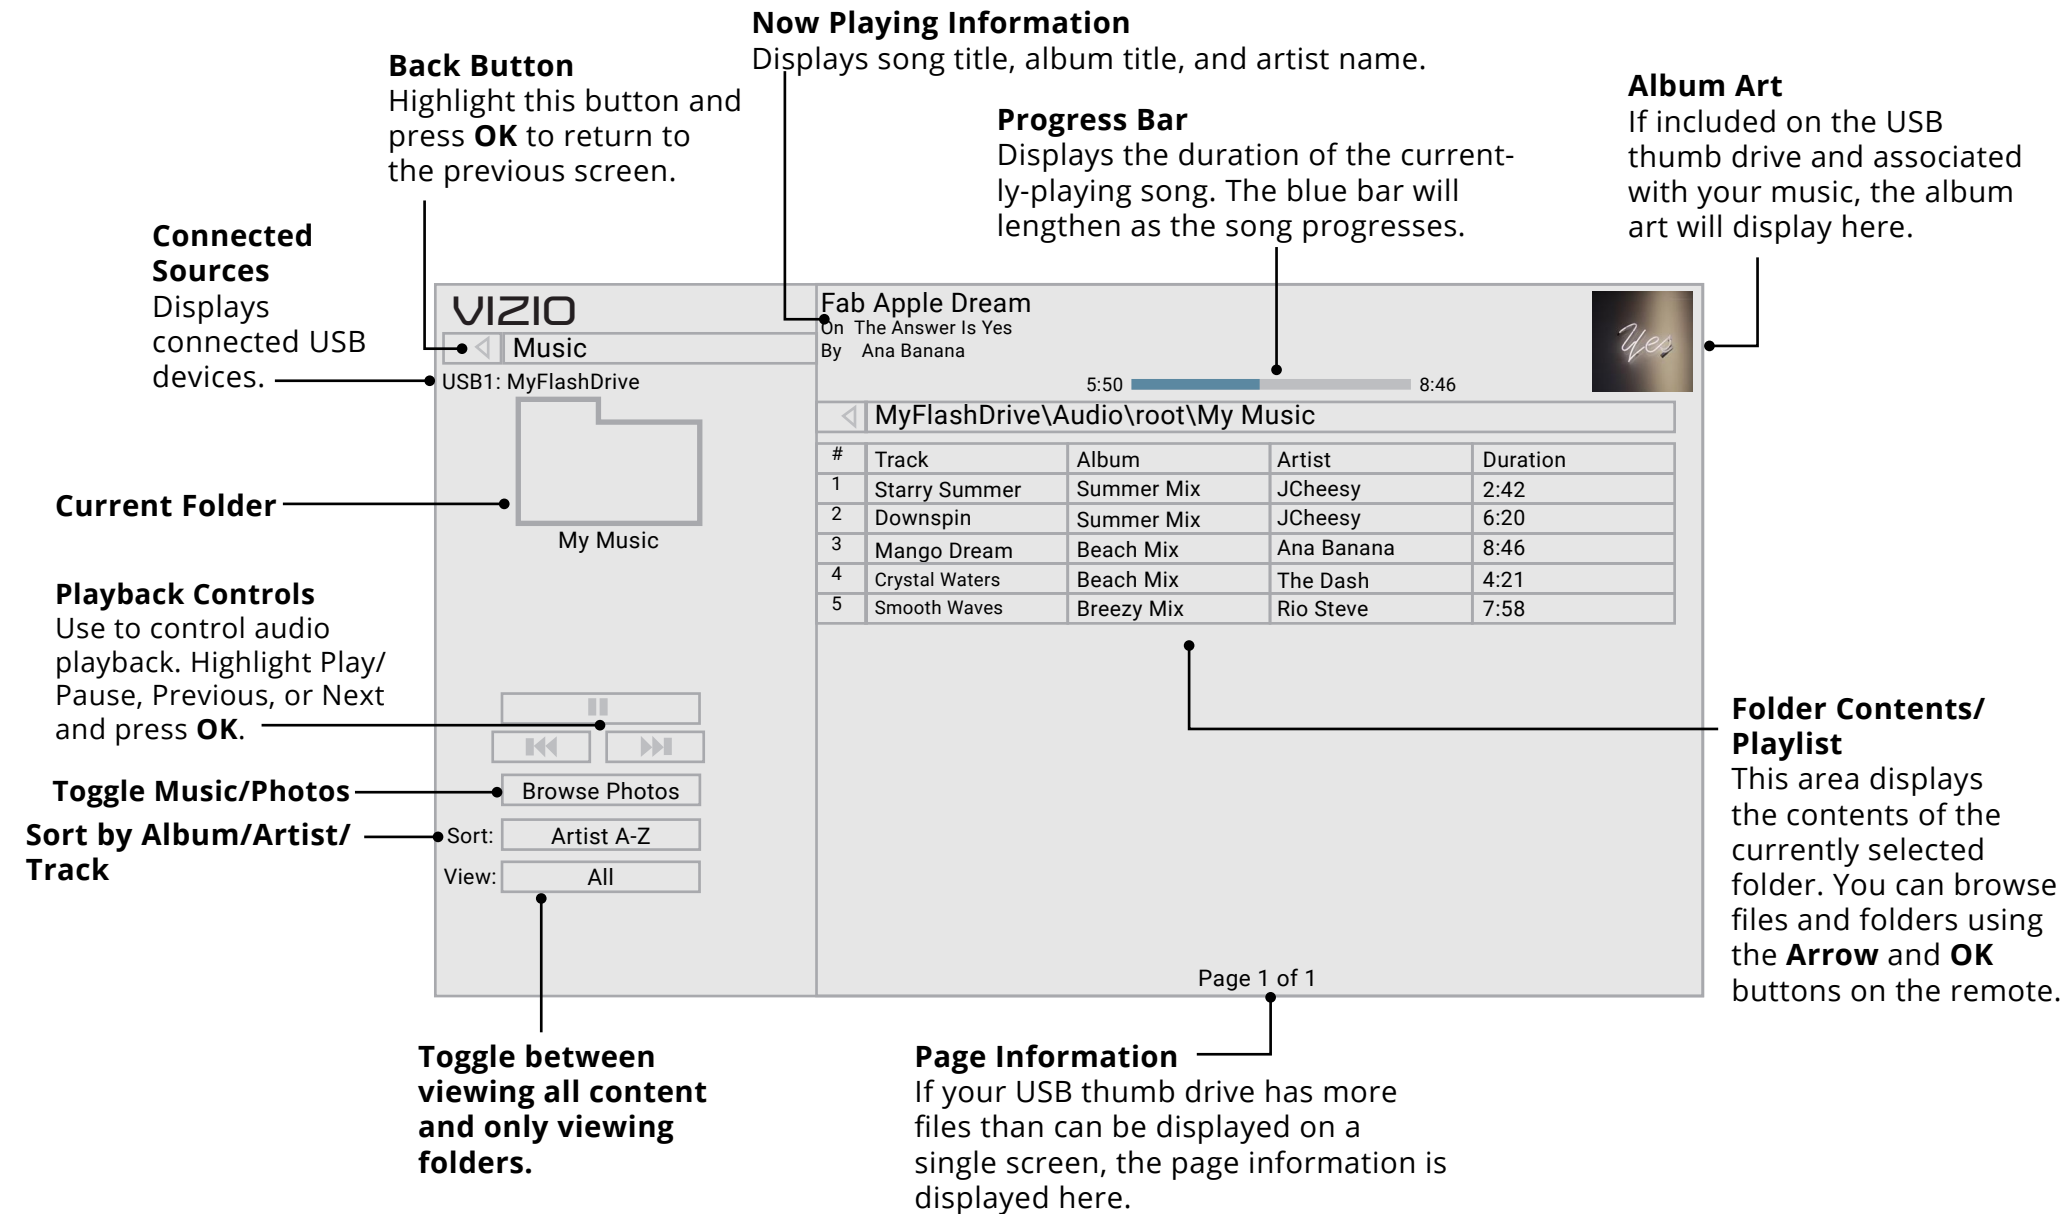 Now Playing Information
Displays song title, album title, and artist name.
Back Button
Highlight this button and
press OK to return to
the previous screen.
Progress Bar
Displays the duration of the current-
ly-playing song. The blue bar will
lengthen as the song progresses.
Album Art
If included on the USB
thumb drive and associated
with your music, the album
art will display here.
Connected
Sources
Displays
connected USB
devices.
Current Folder
Playback Controls
Use to control audio
playback. Highlight Play/
Pause, Previous, or Next
and press OK.
Toggle Music/Photos
Sort by Album/Artist/
Track
VIZIO
Music
USB1: MyFlashDrive
My Music
Browse Photos
Sort: Artist A-Z
View: All
Fab Apple Dream
On The Answer Is Yes
By Ana Banana
5:50 8:46
Yes
MyFlashDrive\Audio\root\My Music
# Track Album Artist Duration
1 Starry Summer Summer Mix JCheesy 2:42
2 Downspin Summer Mix JCheesy 6:20
3 Mango Dream Beach Mix Ana Banana 8:46
4 Crystal Waters Beach Mix The Dash 4:21
5 Smooth Waves Breezy Mix Rio Steve 7:58
Page 1 of 1
Folder Contents/
Playlist
This area displays
the contents of the
currently selected
folder. You can browse
files and folders using
the Arrow and OK
buttons on the remote.
Toggle between
viewing all content
and only viewing
folders.
Page Information
If your USB thumb drive has more
files than can be displayed on a
single screen, the page information is
displayed here.